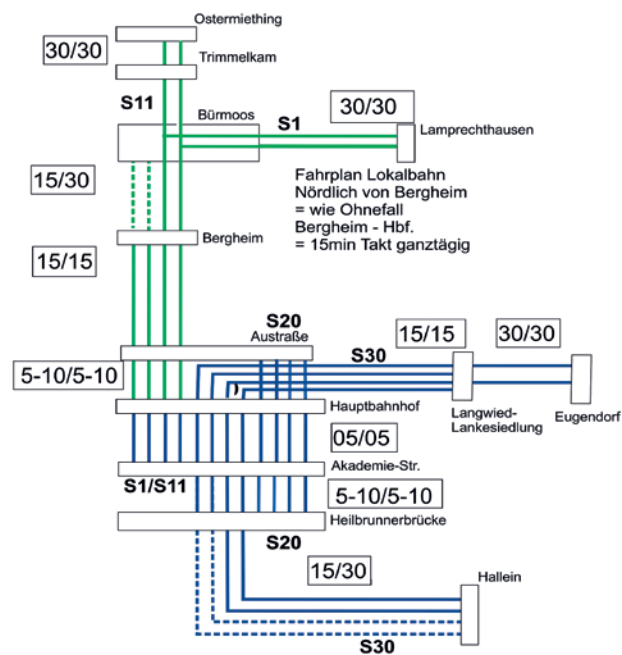 Ostermiething
30/30
Trimmelkam
S11
Bürmoos
S1
30/30
Lamprechthausen
15/30
Fahrplan Lokalbahn
Nördlich von Bergheim
= wie Ohnefall
Bergheim - Hbf.
= 15min Takt ganztägig
Bergheim
15/15
S20
Austraße
15/15
30/30
S30
5-10/5-10
Hauptbahnhof
Langwied-
Lankesiedlung
Eugendorf
05/05
Akademie-Str.
S1/S11
5-10/5-10
Heilbrunnerbrücke
S20
15/30
Hallein
S30